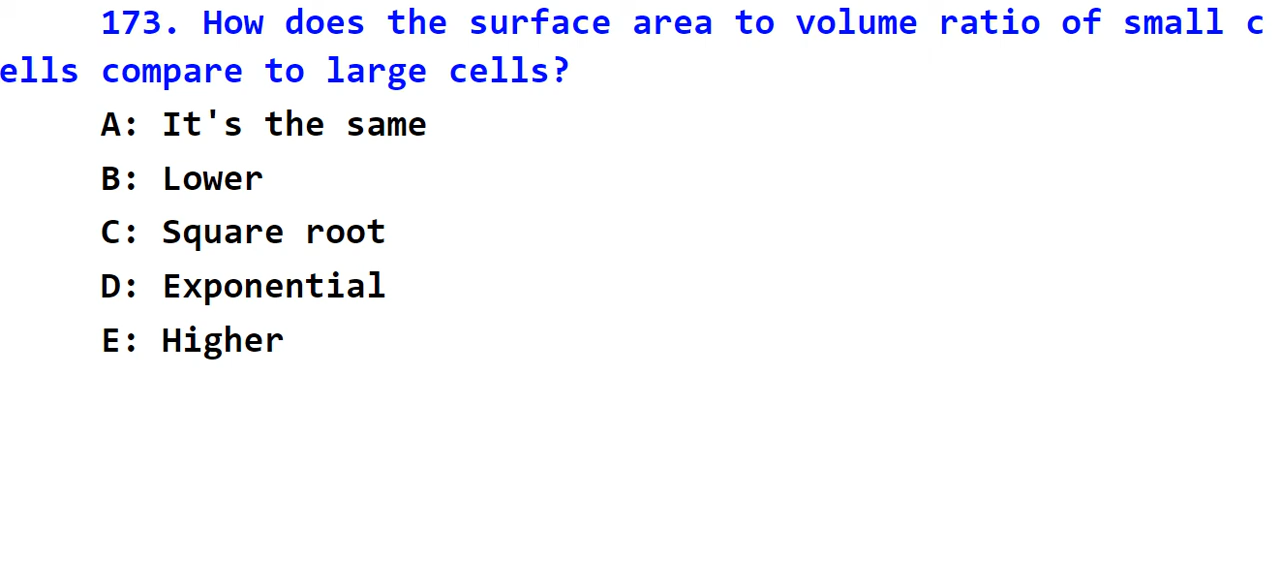 173. How does the surface area to volume ratio of small c
ells compare to large cells?
A: It's the same
B: Lower
C: Square root
D: Exponential
E: Higher